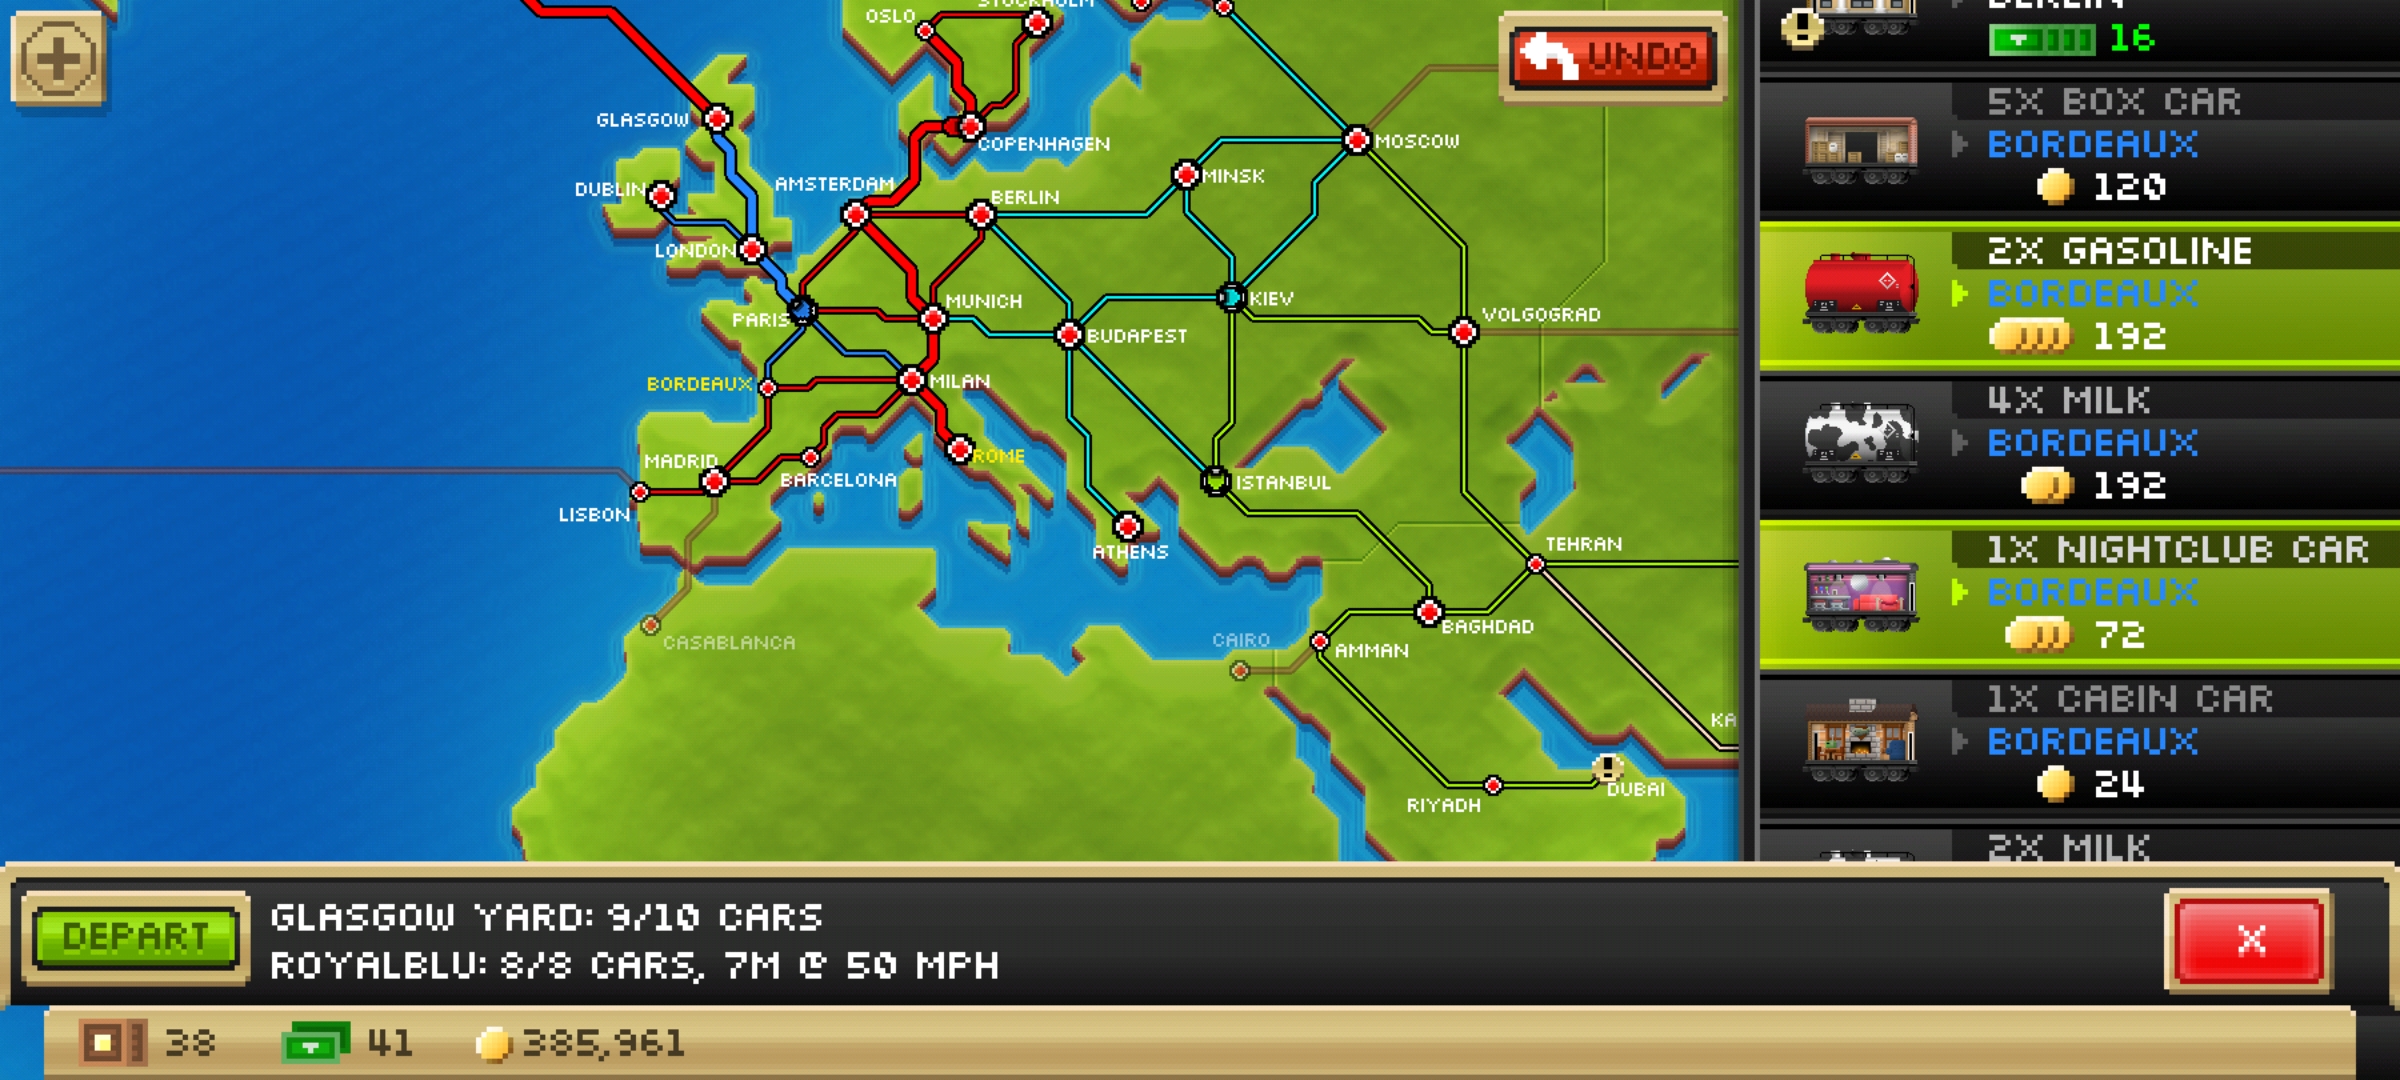 OSLO
STOCKHOLM
BERLIN
16
UNDO
GLASGOW
COPENHAGEN
MOSCOW
5X BOX CAR
BORDEAUX
120
DUBLIN
AMSTERDAM
BERLIN
MINSK
LONDON
2X GASOLINE
BORDEAUX
192
PARIS
MUNICH
BUDAPEST
KIEV
VOLGOGRAD
BORDEAUX
MILAN
4X MILK
BORDEAUX
192
MADRID
BARCELONA
ROME
LISBON
ISTANBUL
ATHENS
TEHRAN
1X NIGHTCLUB CAR
BORDEAUX
72
CASABLANCA
CAIRO
AMMAN
BAGHDAD
KA
1X CABIN CAR
BORDEAUX
24
RIYADH
DUBAI
2X MILK
DEPART
GLASGOW YARD: 9/10 CARS
ROYALBLU: 8/8 CARS, 7M @ 50 MPH
X
38
41
385,961